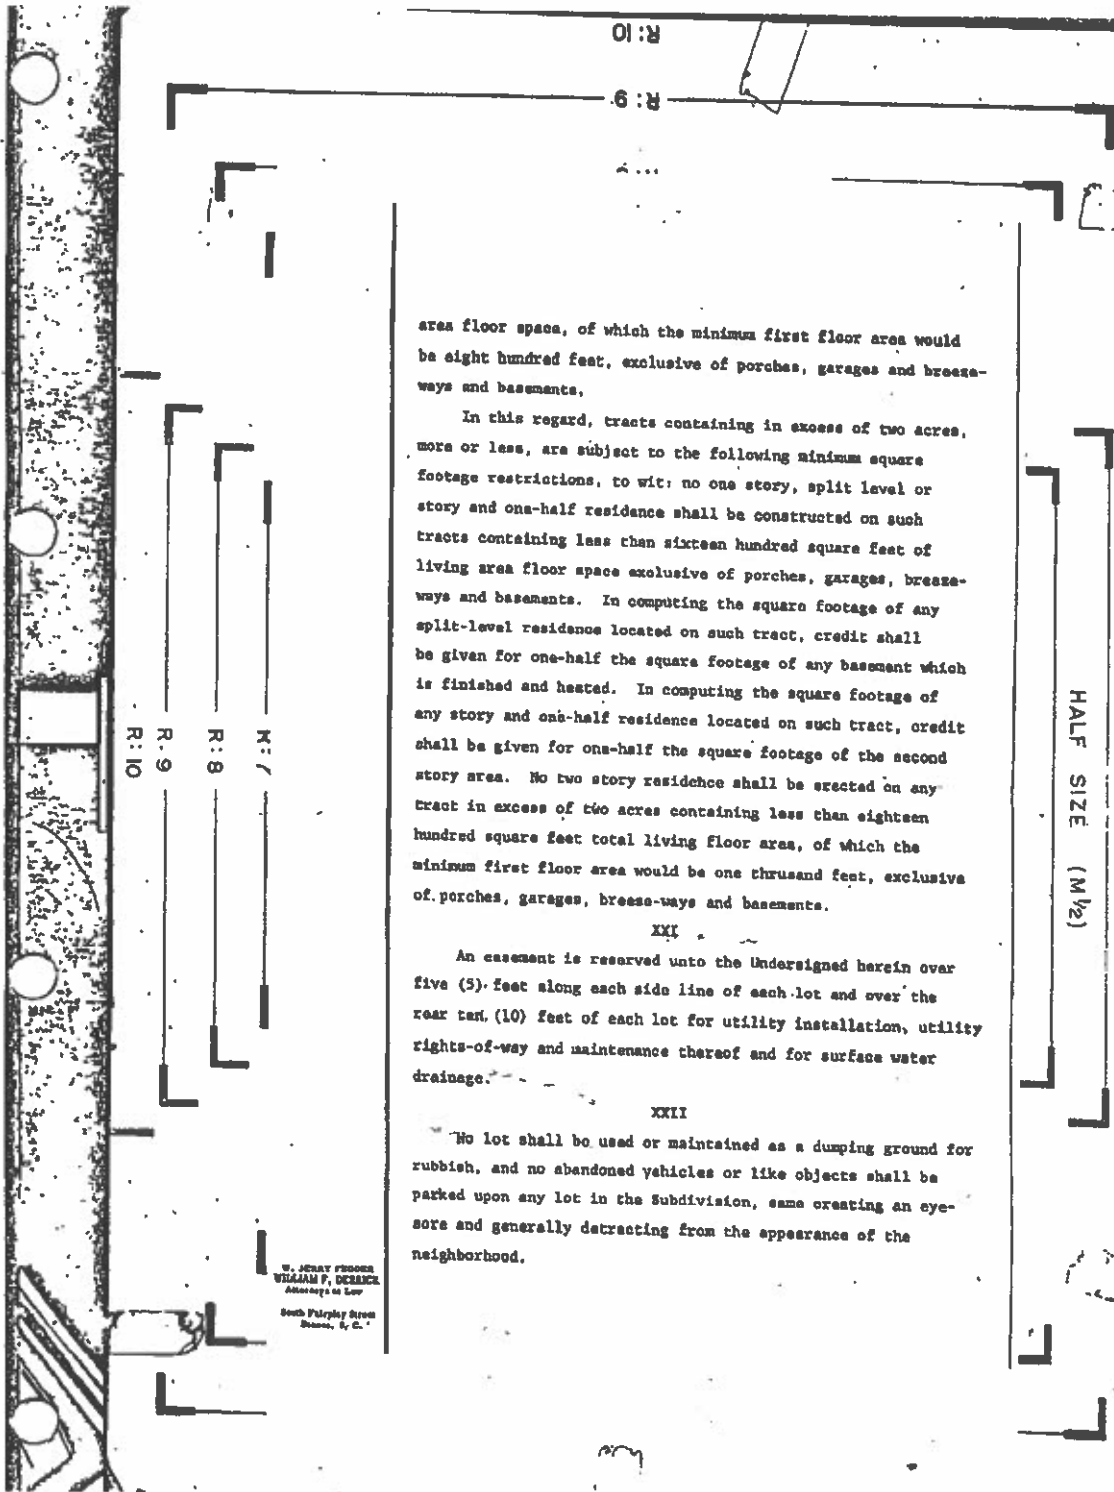 R:10
R:9
area floor space, of which the minimum first floor area would
be eight hundred feet, exclusive of porches, garages and breeze-
ways and basements.
In this regard, tracts containing in excess of two acres,
more or less, are subject to the following minimum square
footage restrictions, to wit: no one story, split level or
story and one-half residence shall be constructed on such
tracts containing less than sixteen hundred square feet of
living area floor space exclusive of porches, garages, breeze-
ways and basements. In computing the square footage of any
split-level residence located on such tract, credit shall
be given for one-half the square footage of any basement which
is finished and heated. In computing the square footage of
any story and one-half residence located on such tract, credit
shall be given for one-half the square footage of the second
story area. No two story residence shall be erected on any
tract in excess of two acres containing less than eighteen
hundred square feet total living floor area, of which the
minimum first floor area would be one thrusand feet, exclusive
of porches, garages, breeze-ways and basements.
XXI
An easement is reserved unto the Undersigned herein over
five (5) feet along each side line of each lot and over the
rear ten (10) feet of each lot for utility installation, utility
rights-of-way and maintenance thereof and for surface water
drainage.
XXII
No lot shall be used or maintained as a dumping ground for
rubbish, and no abandoned vehicles or like objects shall be
parked upon any lot in the Subdivision, same creating an eye-
sore and generally detracting from the appearance of the
neighborhood.
W. JERRY FEDDER
WILLIAM F. DERRICK
Attorneys at Law
South Fairplay Street
Seneca, S. C.
R:10
R:9
R:8
R:7
HALF SIZE (M 1/2)